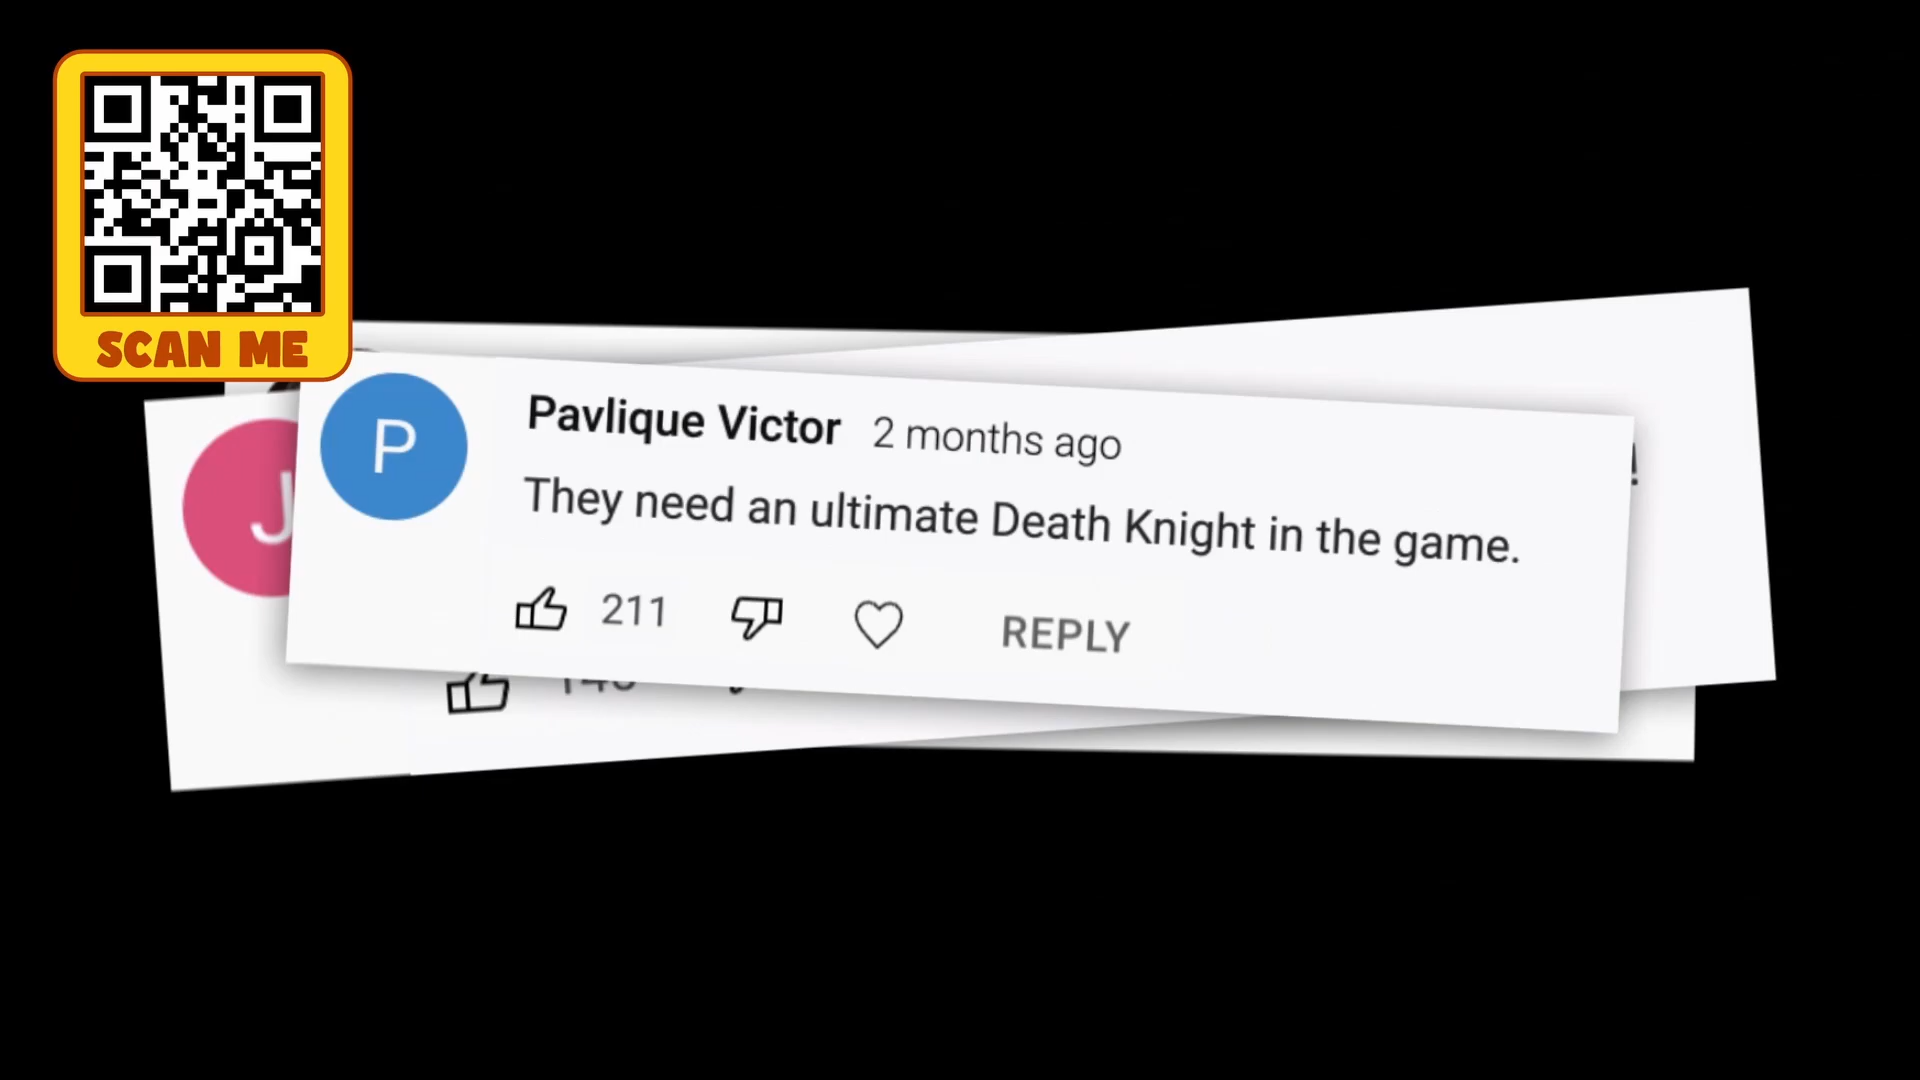 SCAN ME
P
Pavlique Victor 2 months ago
They need an ultimate Death Knight in the game.
211
REPLY
J
!